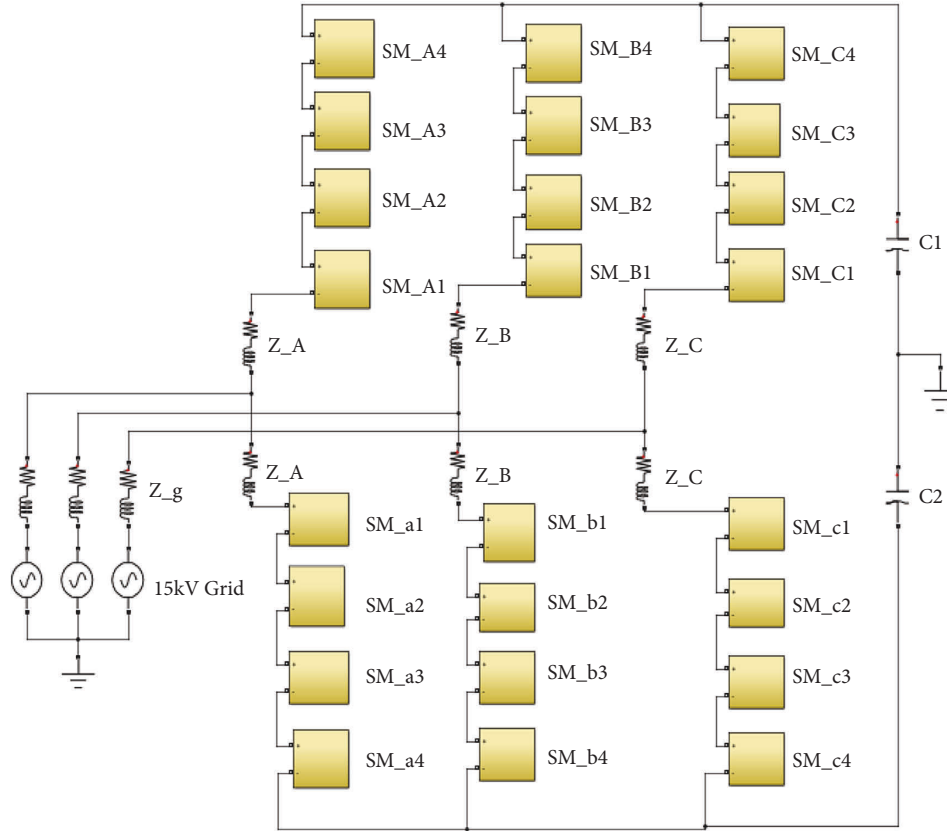 SM_A4
SM_B4
SM_C4
SM_A3
SM_B3
SM_C3
SM_A2
SM_B2
SM_C2
SM_A1
SM_B1
SM_C1
C1
Z_A
Z_B
Z_C
Z_A
Z_B
Z_C
Z_g
C2
SM_a1
SM_b1
SM_c1
15kV Grid
SM_a2
SM_b2
SM_c2
SM_a3
SM_b3
SM_c3
SM_a4
SM_b4
SM_c4